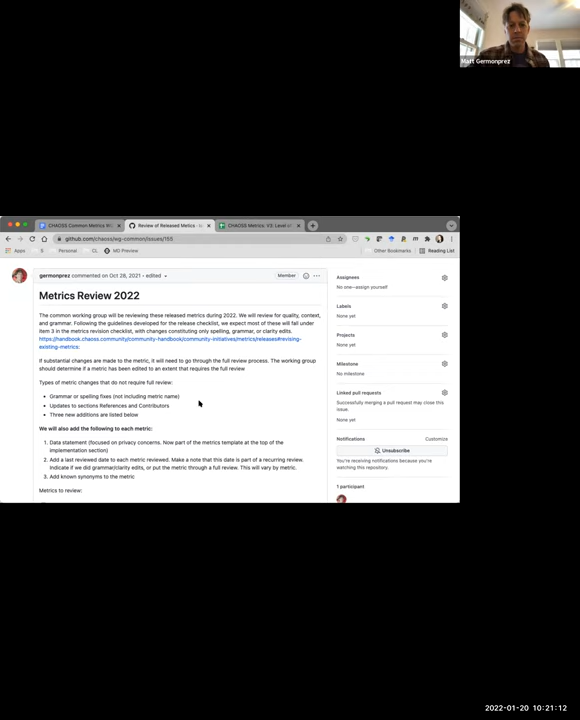 Matt Germonprez
CHAOSS Common Metrics W
Review of Released Metrics
CHAOSS Metrics: V3: Level of
github.com/chaoss/wg-common/issues/155
Apps
Personal
CL
MD Preview
Other Bookmarks
Reading List
germonprez commented on Oct 28, 2021 • edited
Member
Metrics Review 2022
The common working group will be reviewing these released metrics during 2022. We will review for quality, context,
and grammar. Following the guidelines developed for the release checklist, we expect most of these will fall under
item 3 in the metrics revision checklist, with changes constituting only spelling, grammar, or clarity edits.
https://handbook.chaoss.community/community-handbook/community-initiatives/metrics/releases#revising-
existing-metrics:
If substantial changes are made to the metric, it will need to go through the full review process. The working group
should determine if a metric has been edited to an extent that requires the full review
Types of metric changes that do not require full review:
• Grammar or spelling fixes (not including metric name)
• Updates to sections References and Contributors
• Three new additions are listed below
We will also add the following to each metric:
1. Data statement (focused on privacy concerns. Now part of the metrics template at the top of the
implementation section)
2. Add a last reviewed date to each metric reviewed. Make a note that this date is part of a recurring review.
Indicate if we did grammar/clarity edits, or put the metric through a full review. This will vary by metric.
3. Add known synonyms to the metric
Metrics to review:
Assignees
No one—assign yourself
Labels
None yet
Projects
None yet
Milestone
No milestone
Linked pull requests
Successfully merging a pull request may close this
issue.
None yet
Notifications
Customize
Unsubscribe
You're receiving notifications because you're
watching this repository.
1 participant
2022-01-20 10:21:12